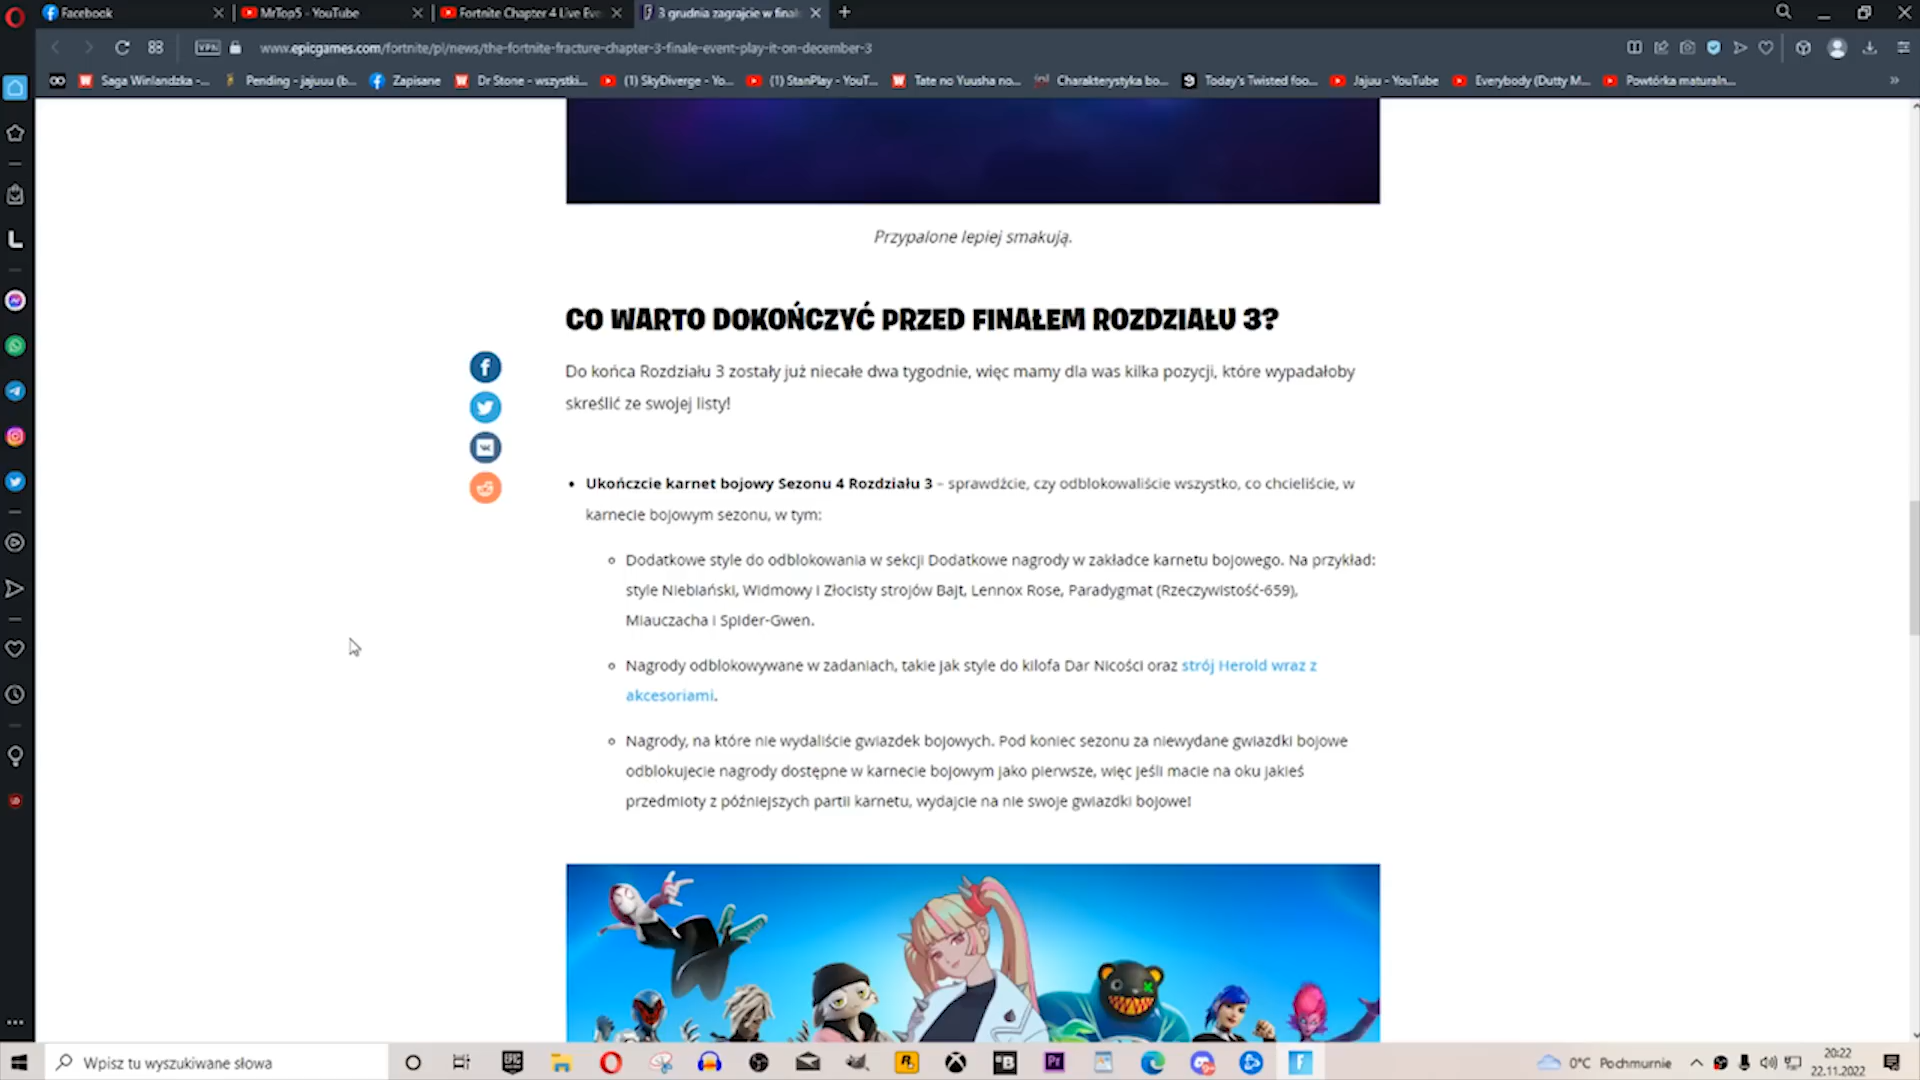 Facebook
MrTop5 - YouTube
Fortnite Chapter 4 Live Eve
3 grudnia zagrajcie w finał
VPN
www.epicgames.com/fortnite/pl/news/the-fortnite-fracture-chapter-3-finale-event-play-it-on-december-3
Saga Winlandzka -...
Pending - jajuuu (b...
Zapisane
Dr Stone - wszystki...
(1) SkyDiverge - Yo...
(1) StanPlay - YouT...
Tate no Yuusha no...
Charakterystyka bo...
Today's Twisted foo...
Jajuu - YouTube
Everybody (Dutty M...
Powtórka maturaln...
Przypalone lepiej smakują.
CO WARTO DOKOŃCZYĆ PRZED FINAŁEM ROZDZIAŁU 3?
Do końca Rozdziału 3 zostały już niecałe dwa tygodnie, więc mamy dla was kilka pozycji, które wypadałoby
skreślić ze swojej listy!
• Ukończcie karnet bojowy Sezonu 4 Rozdziału 3 – sprawdźcie, czy odblokowaliście wszystko, co chcieliście, w
karnecie bojowym sezonu, w tym:
Dodatkowe style do odblokowania w sekcji Dodatkowe nagrody w zakładce karnetu bojowego. Na przykład:
style Niebiański, Widmowy i Złocisty strojów Bajt, Lennox Rose, Paradygmat (Rzeczywistość-659),
Miauczacha i Spider-Gwen.
Nagrody odblokowywane w zadaniach, takie jak style do kilofa Dar Nicości oraz strój Herold wraz z
akcesoriami.
Nagrody, na które nie wydaliście gwiazdek bojowych. Pod koniec sezonu za niewydane gwiazdki bojowe
odblokujecie nagrody dostępne w karnecie bojowym jako pierwsze, więc jeśli macie na oku jakieś
przedmioty z późniejszych partii karnetu, wydajcie na nie swoje gwiazdki bojowe!
Wpisz tu wyszukiwane słowa
0°C Pochmurnie
20:22
22.11.2022